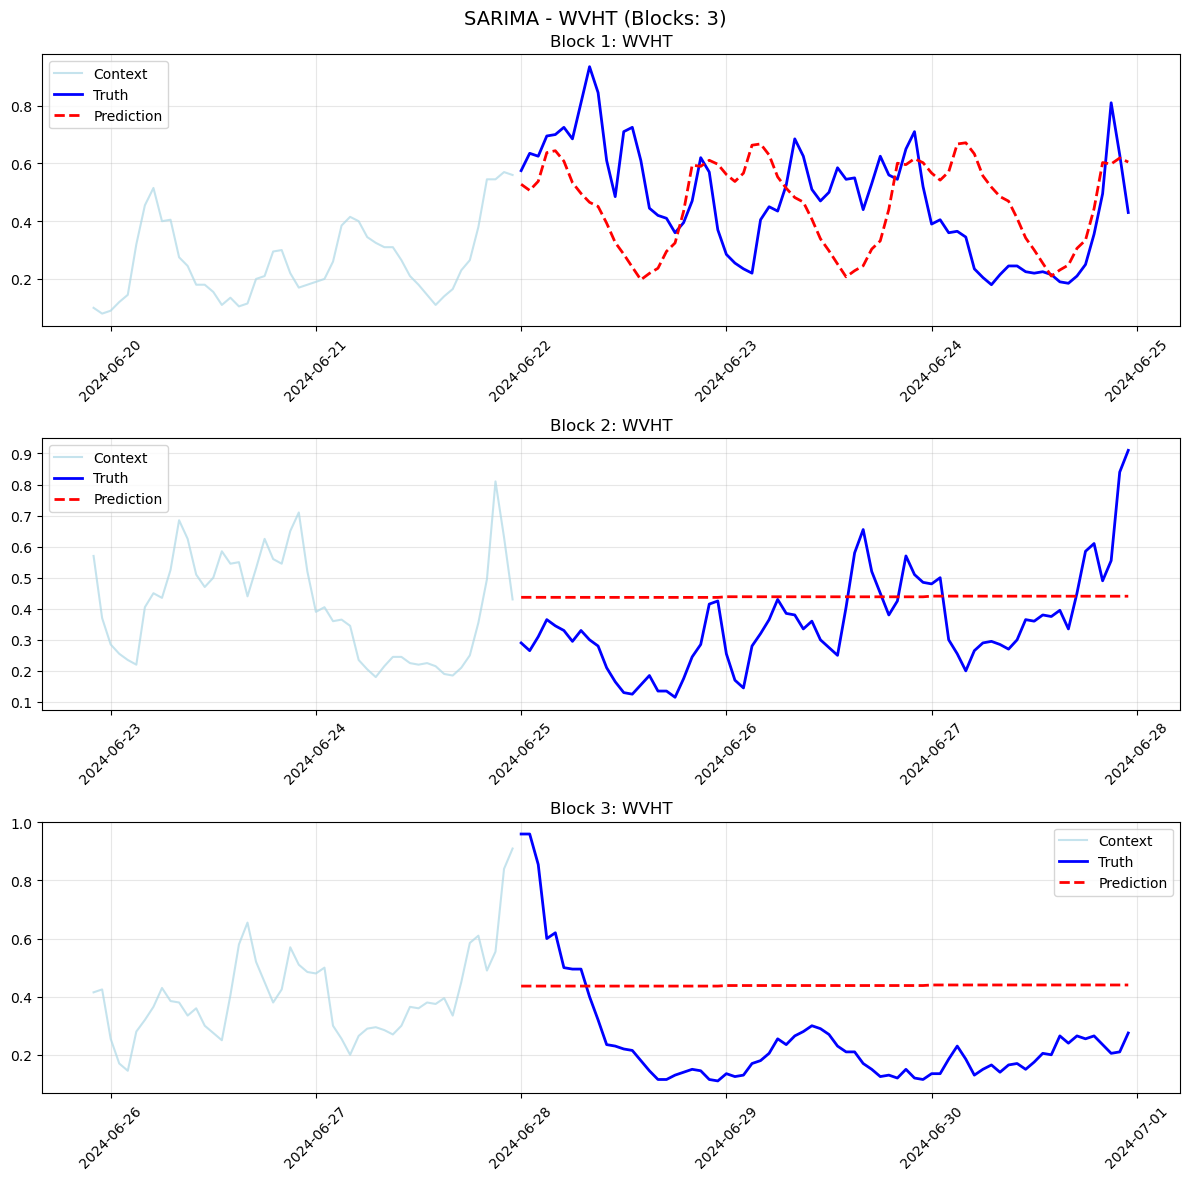 SARIMA - WVHT (Blocks: 3)
Block 1: WVHT
Context
Truth
Prediction
0.8
0.6
0.4
0.2
2024-06-20
2024-06-21
2024-06-22
2024-06-23
2024-06-24
2024-06-25
Block 2: WVHT
Context
Truth
Prediction
0.9
0.8
0.7
0.6
0.5
0.4
0.3
0.2
0.1
2024-06-23
2024-06-24
2024-06-25
2024-06-26
2024-06-27
2024-06-28
Block 3: WVHT
Context
Truth
Prediction
1.0
0.8
0.6
0.4
0.2
2024-06-26
2024-06-27
2024-06-28
2024-06-29
2024-06-30
2024-07-01